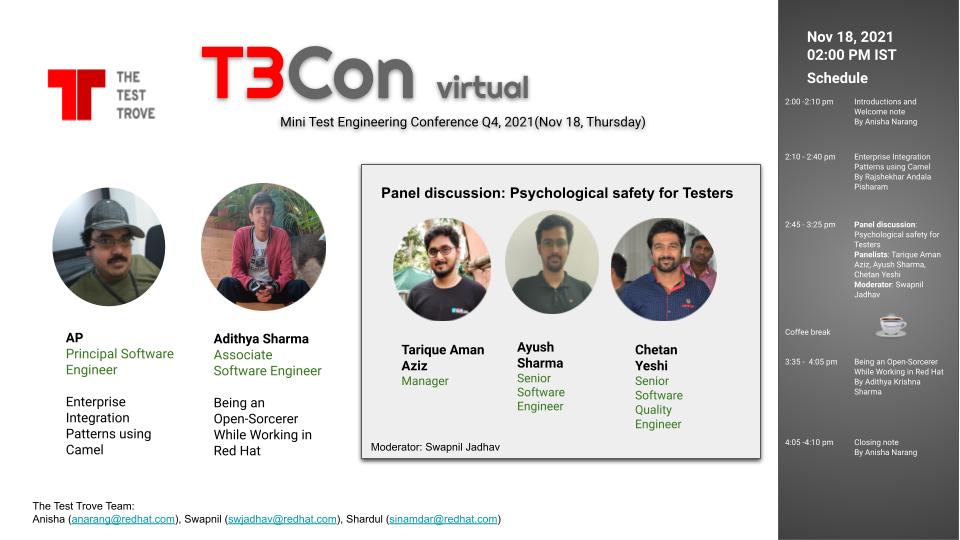 THE
TEST
TROVE
T3Con virtual
Mini Test Engineering Conference Q4, 2021(Nov 18, Thursday)
AP
Principal Software
Engineer
Enterprise
Integration
Patterns using
Camel
Adithya Sharma
Associate
Software Engineer
Being an
Open-Sorcerer
While Working in
Red Hat
Panel discussion: Psychological safety for Testers
Tarique Aman
Aziz
Manager
Ayush
Sharma
Senior
Software
Engineer
Chetan
Yeshi
Senior
Software
Quality
Engineer
Moderator: Swapnil Jadhav
The Test Trove Team:
Anisha (anarang@redhat.com), Swapnil (swjadhav@redhat.com), Shardul (sinamdar@redhat.com)
Nov 18, 2021
02:00 PM IST
Schedule
2:00 -2:10 pm Introductions and
Welcome note
By Anisha Narang
2:10 - 2:40 pm Enterprise Integration
Patterns using Camel
By Rajshekhar Andala
Pisharam
2:45 - 3:25 pm Panel discussion:
Psychological safety for
Testers
Panelists: Tarique Aman
Aziz, Ayush Sharma,
Chetan Yeshi
Moderator: Swapnil
Jadhav
Coffee break
3:35 - 4:05 pm Being an Open-Sorcerer
While Working in Red Hat
By Adithya Krishna
Sharma
4:05 -4:10 pm Closing note
By Anisha Narang